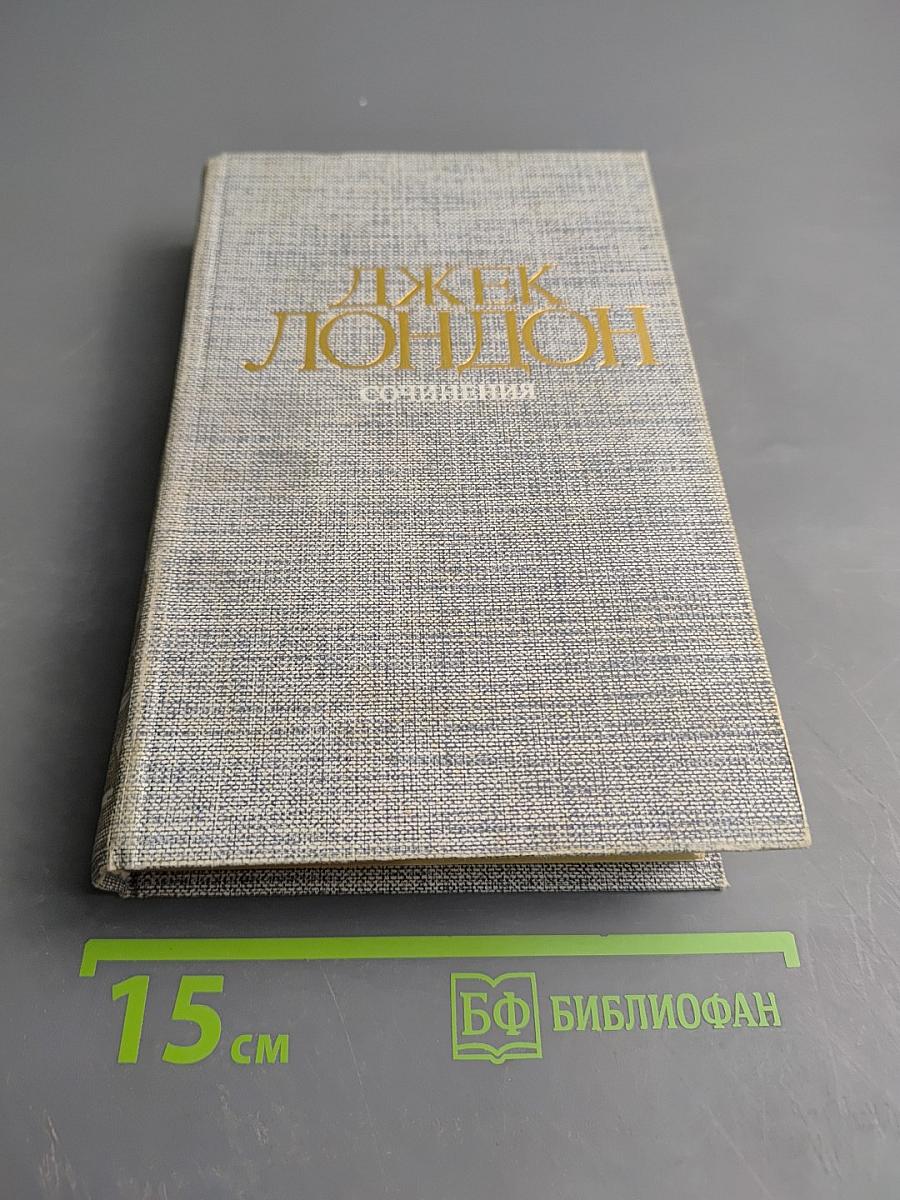 ДЖЕК
ЛОНДОН
СОЧИНЕНИЯ
15 см
БФ БИБЛИОФАН